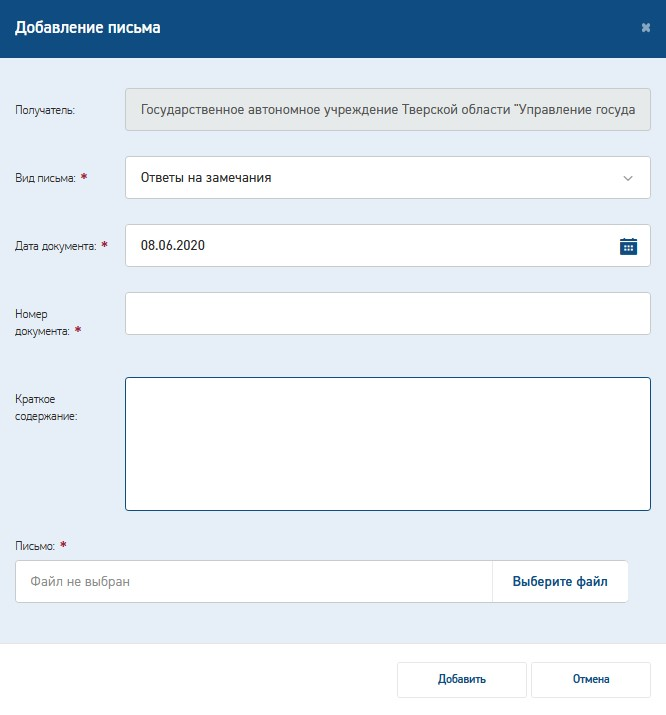 Добавление письма
Получатель:
Государственное автономное учреждение Тверской области "Управление госуда
Вид письма: *
Ответы на замечания
Дата документа: *
08.06.2020
Номер
документа: *
Краткое
содержание:
Письмо: *
Файл не выбран
Выберите файл
Добавить
Отмена